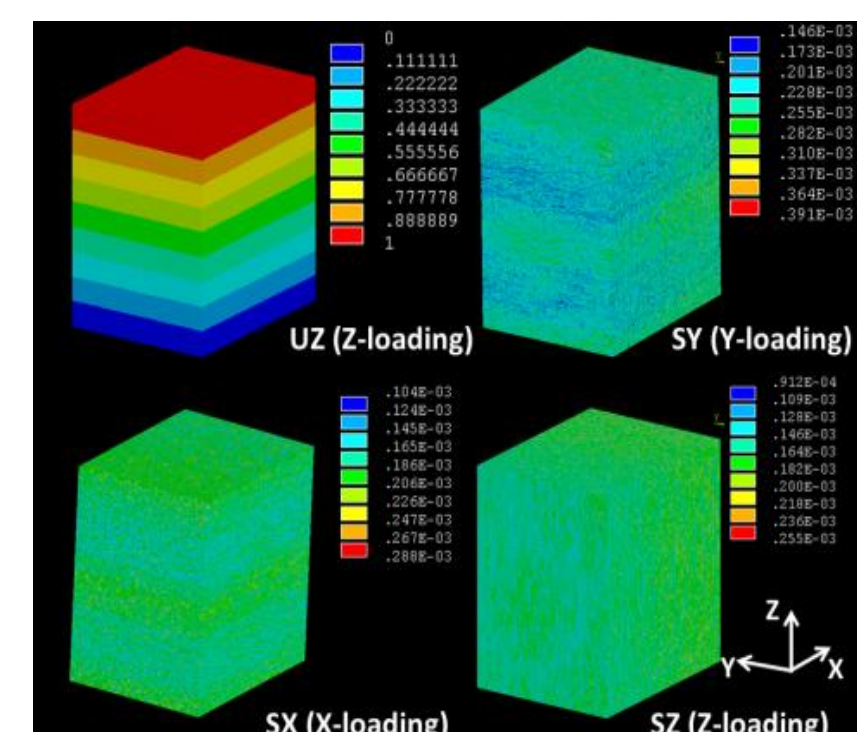 0
.111111
.222222
.333333
.444444
.555556
.666667
.777778
.888889
1
UZ (Z-loading)
.146E-03
.173E-03
.201E-03
.228E-03
.255E-03
.282E-03
.310E-03
.337E-03
.364E-03
.391E-03
Y
SY (Y-loading)
.104E-03
.124E-03
.145E-03
.165E-03
.186E-03
.206E-03
.226E-03
.247E-03
.267E-03
.288E-03
SX (X-loading)
.912E-04
.109E-03
.128E-03
.146E-03
.164E-03
.182E-03
.200E-03
.218E-03
.236E-03
.255E-03
Y
Z
Y
X
SZ (Z-loading)